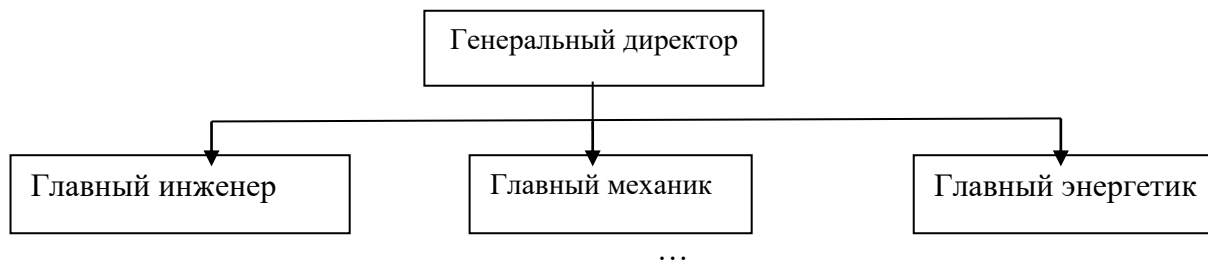 Генеральный директор
Главный инженер
Главный механик
Главный энергетик
…